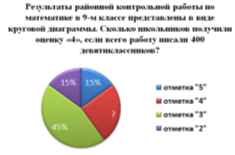 Результаты районной контрольной работы по
математике в 9-м классе представлены в виде
круговой диаграммы. Сколько школьников получили
оценку «4», если всего работу писали 400
девятиклассников?
15%
15%
?
45%
отметка "5"
отметка "4"
отметка "3"
отметка "2"